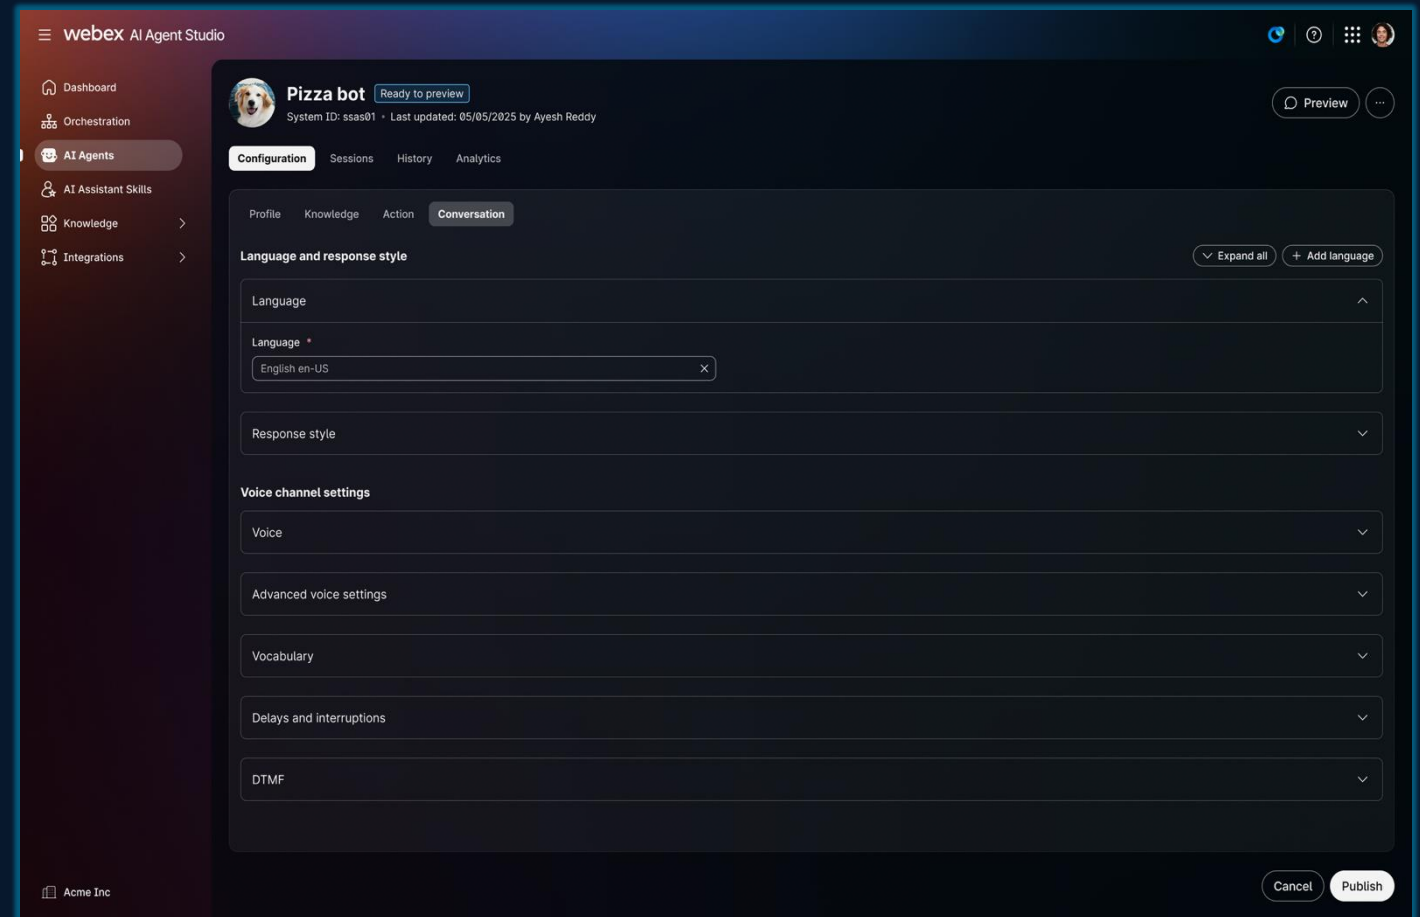 webex AI Agent Studio
Dashboard
Orchestration
AI Agents
AI Assistant Skills
Knowledge
Integrations
Acme Inc
Pizza bot Ready to preview
System ID: ssas01 • Last updated: 05/05/2025 by Ayesh Reddy
Preview
Configuration Sessions History Analytics
Profile Knowledge Action Conversation
Language and response style Expand all + Add language
Language
Language *
English en-US
Response style
Voice channel settings
Voice
Advanced voice settings
Vocabulary
Delays and interruptions
DTMF
Cancel Publish